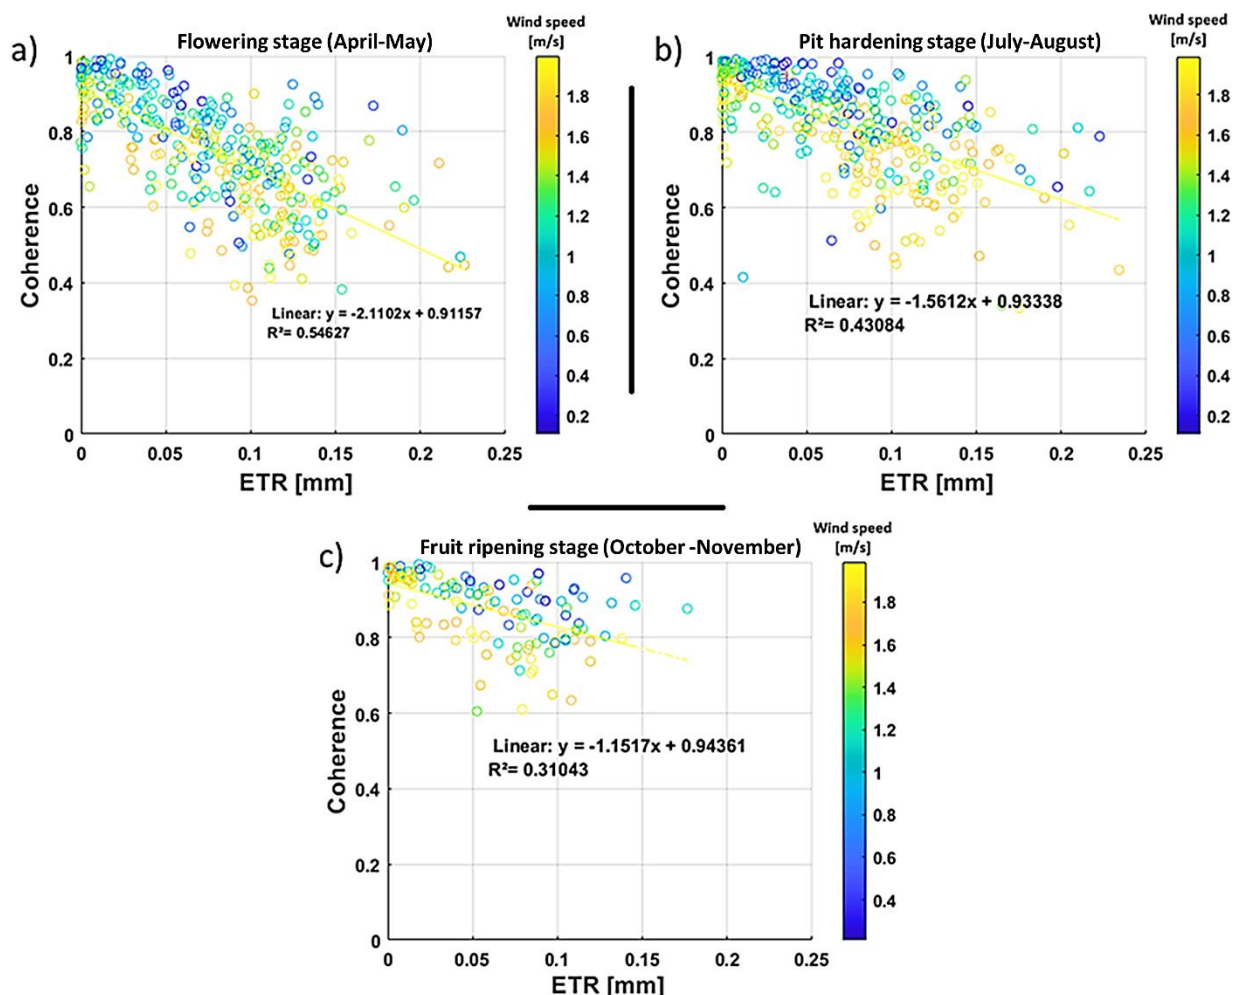 a)
Flowering stage (April-May)
Wind speed
[m/s]
1
0.8
0.6
0.4
0.2
0
Coherence
0
0.05
0.1
0.15
0.2
0.25
ETR [mm]
Linear: y = -2.1102x + 0.91157
R²= 0.54627
1.8
1.6
1.4
1.2
1
0.8
0.6
0.4
0.2
b)
Pit hardening stage (July-August)
Wind speed
[m/s]
1
0.8
0.6
0.4
0.2
0
Coherence
0
0.05
0.1
0.15
0.2
0.25
ETR [mm]
Linear: y = -1.5612x + 0.93338
R²= 0.43084
1.8
1.6
1.4
1.2
1
0.8
0.6
0.4
0.2
c)
Fruit ripening stage (October -November)
Wind speed
[m/s]
1
0.8
0.6
0.4
0.2
0
Coherence
0
0.05
0.1
0.15
0.2
0.25
ETR [mm]
Linear: y = -1.1517x + 0.94361
R²= 0.31043
1.8
1.6
1.4
1.2
1
0.8
0.6
0.4